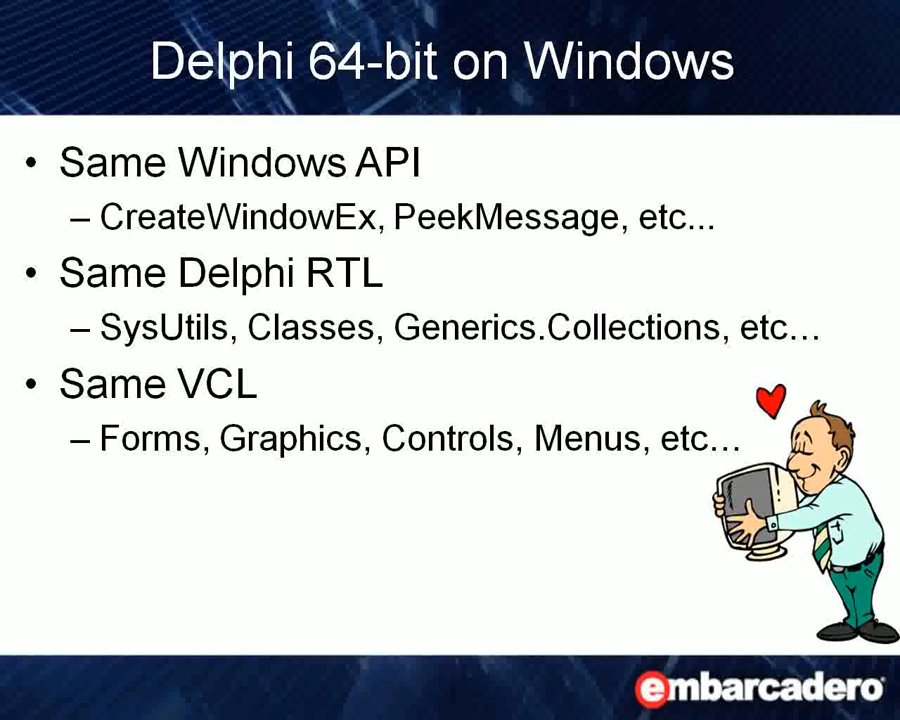 Delphi 64-bit on Windows
• Same Windows API
– CreateWindowEx, PeekMessage, etc...
• Same Delphi RTL
– SysUtils, Classes, Generics.Collections, etc…
• Same VCL
– Forms, Graphics, Controls, Menus, etc…
embarcadero